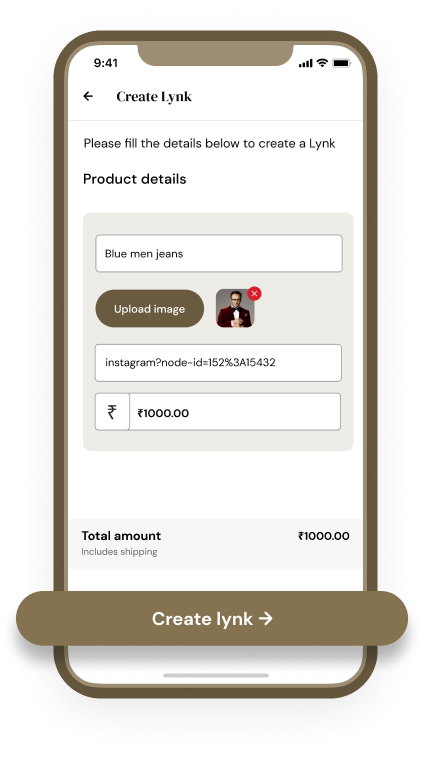 9:41
Create Lynk
Please fill the details below to create a Lynk
Product details
Blue men jeans
Upload image
instagram?node-id=152%3A15432
₹ ₹1000.00
Total amount ₹1000.00
Includes shipping
Create lynk →